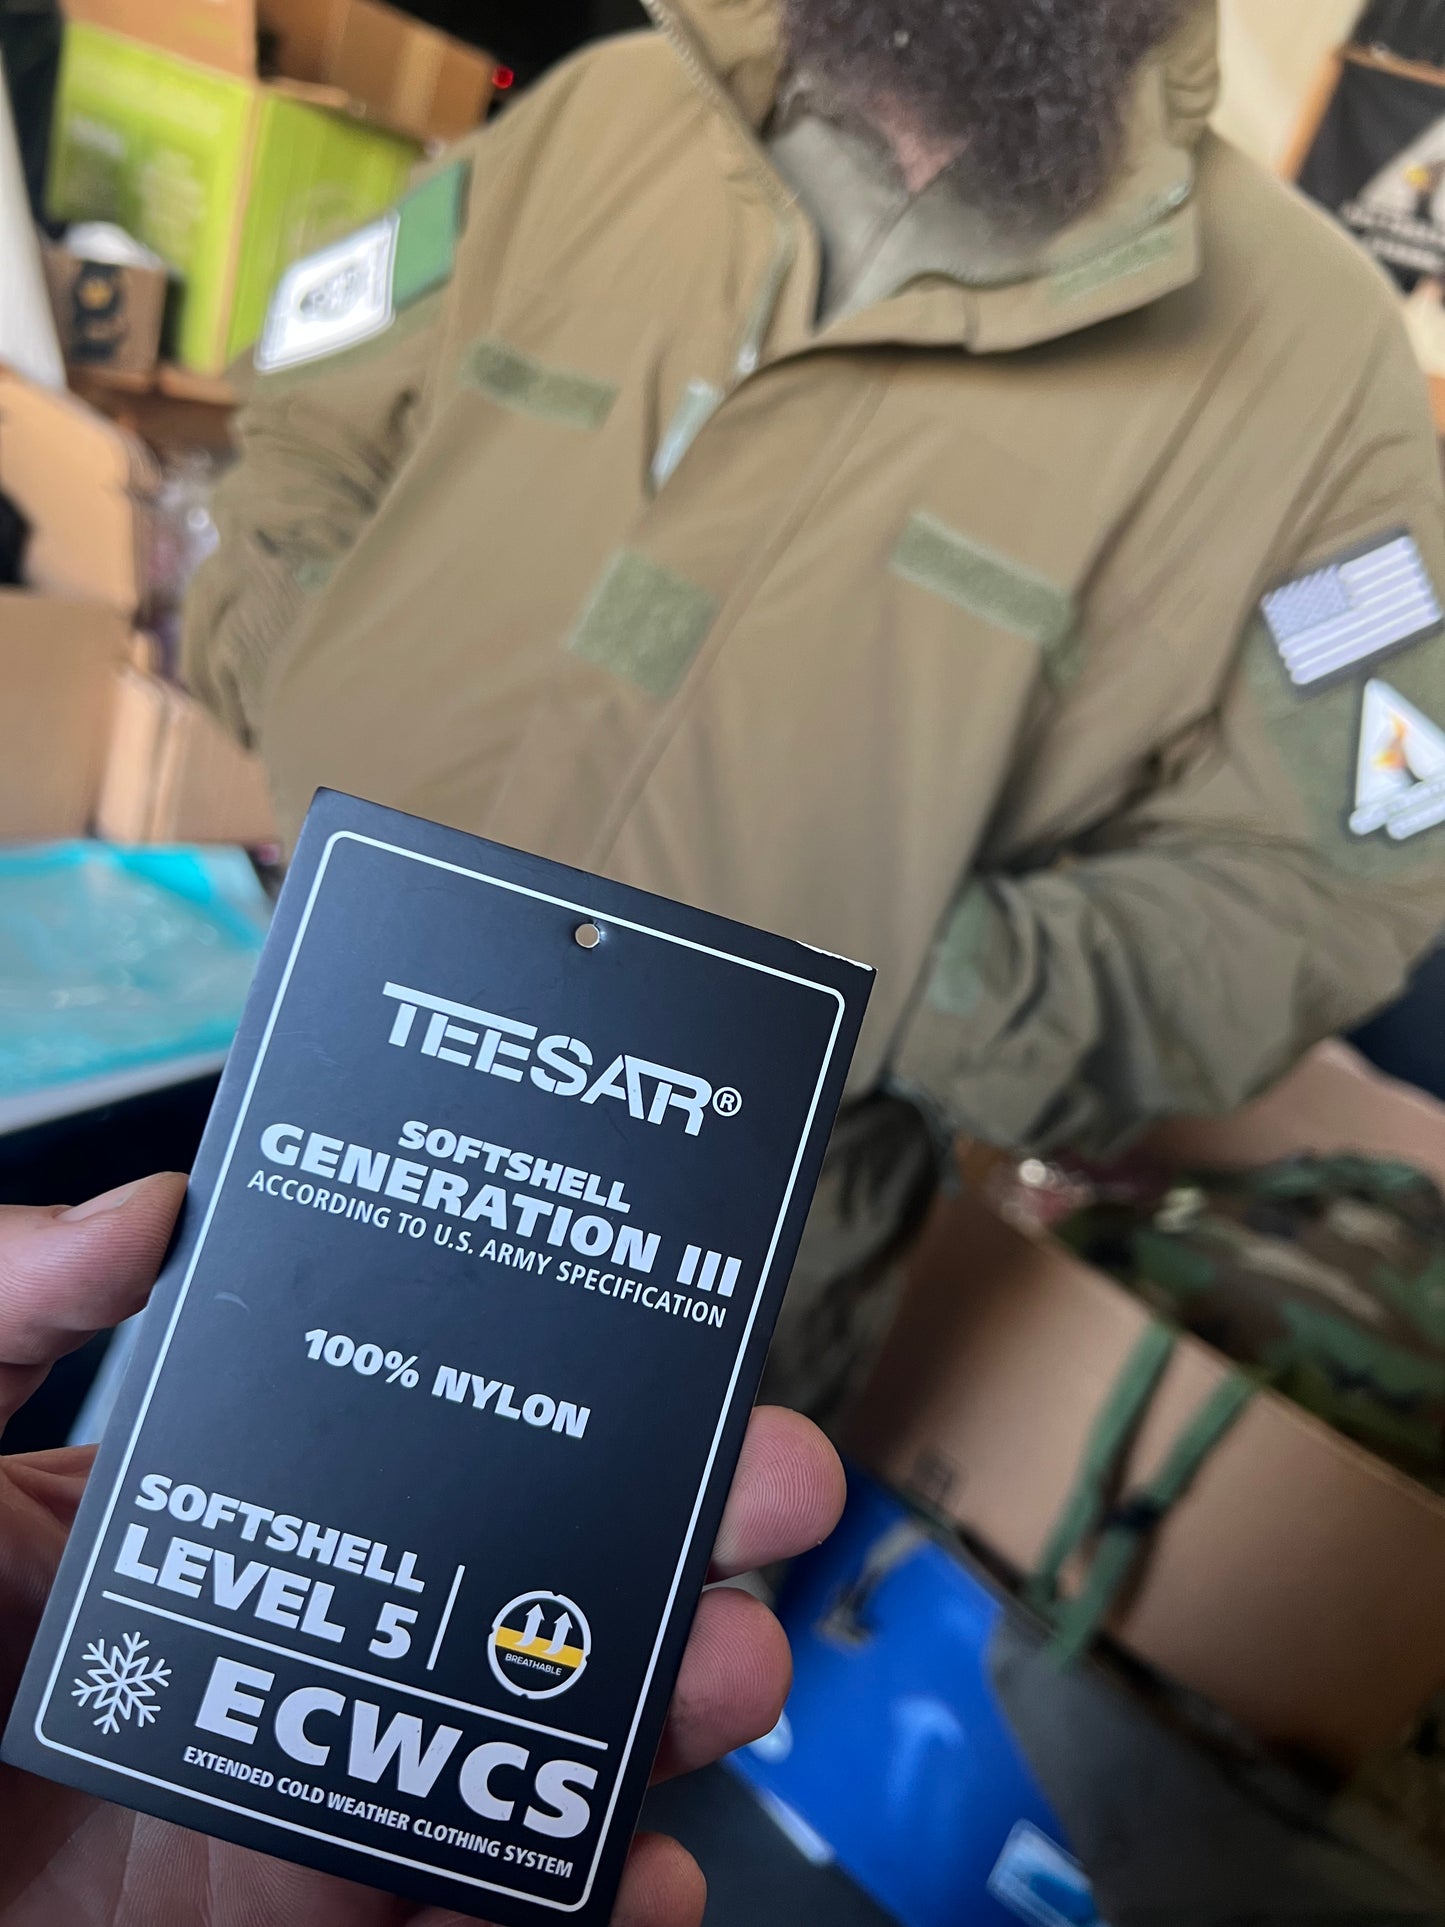 TEESAR®
SOFTSHELL
GENERATION III
ACCORDING TO U.S. ARMY SPECIFICATION
100% NYLON
SOFTSHELL
LEVEL 5
BREATHABLE
ECWCS
EXTENDED COLD WEATHER CLOTHING SYSTEM